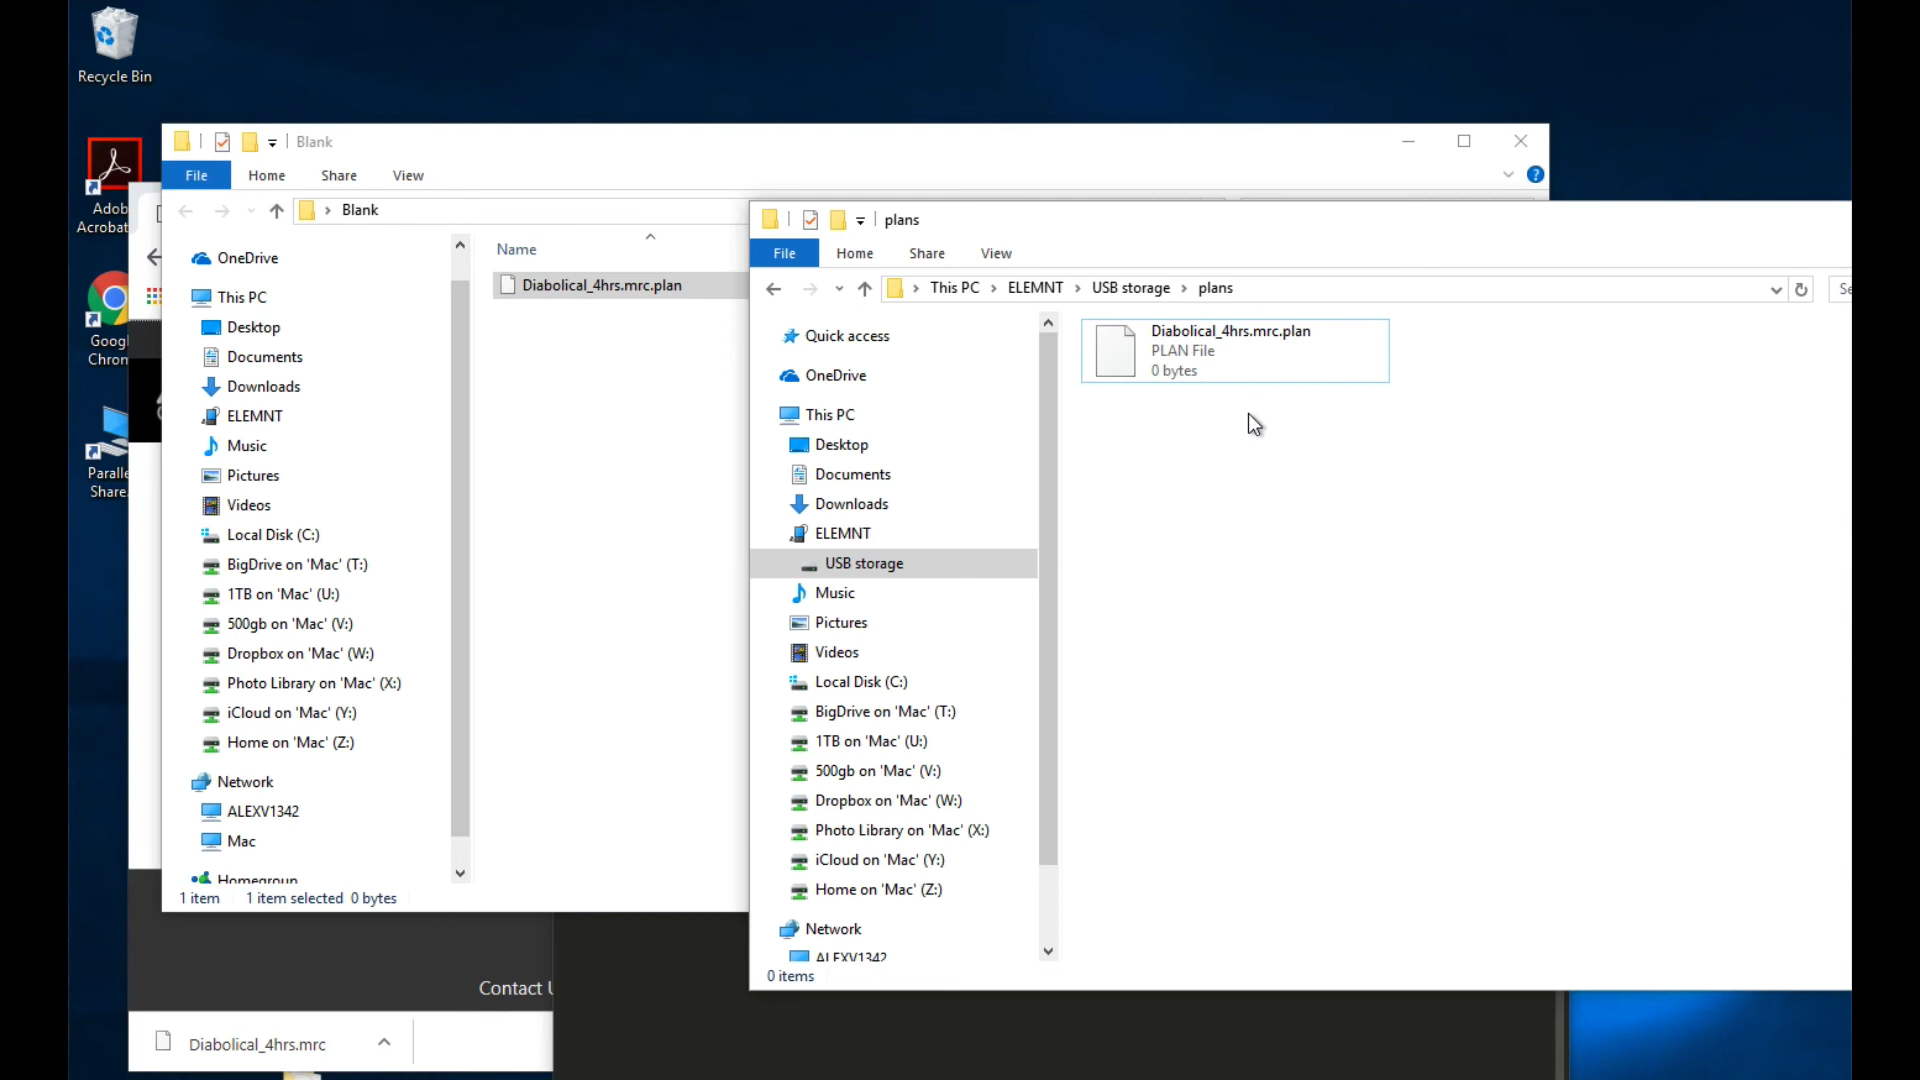 Recycle Bin
Adob
Acrobat
Googl
Chron
Paralle
Share.
Blank
File
Home
Share
View
Blank
OneDrive
This PC
Desktop
Documents
Downloads
ELEMNT
Music
Pictures
Videos
Local Disk (C:)
BigDrive on 'Mac' (T:)
1TB on 'Mac' (U:)
500gb on 'Mac' (V:)
Dropbox on 'Mac' (W:)
Photo Library on 'Mac' (X:)
iCloud on 'Mac' (Y:)
Home on 'Mac' (Z:)
Network
ALEXV1342
Mac
Homegroup
1 item 1 item selected 0 bytes
Name
Diabolical_4hrs.mrc.plan
plans
File
Home
Share
View
This PC > ELEMNT > USB storage > plans
Se
Quick access
OneDrive
This PC
Desktop
Documents
Downloads
ELEMNT
USB storage
Music
Pictures
Videos
Local Disk (C:)
BigDrive on 'Mac' (T:)
1TB on 'Mac' (U:)
500gb on 'Mac' (V:)
Dropbox on 'Mac' (W:)
Photo Library on 'Mac' (X:)
iCloud on 'Mac' (Y:)
Home on 'Mac' (Z:)
Network
ALEXV1342
0 items
Diabolical_4hrs.mrc.plan
PLAN File
0 bytes
Contact U
Diabolical_4hrs.mrc